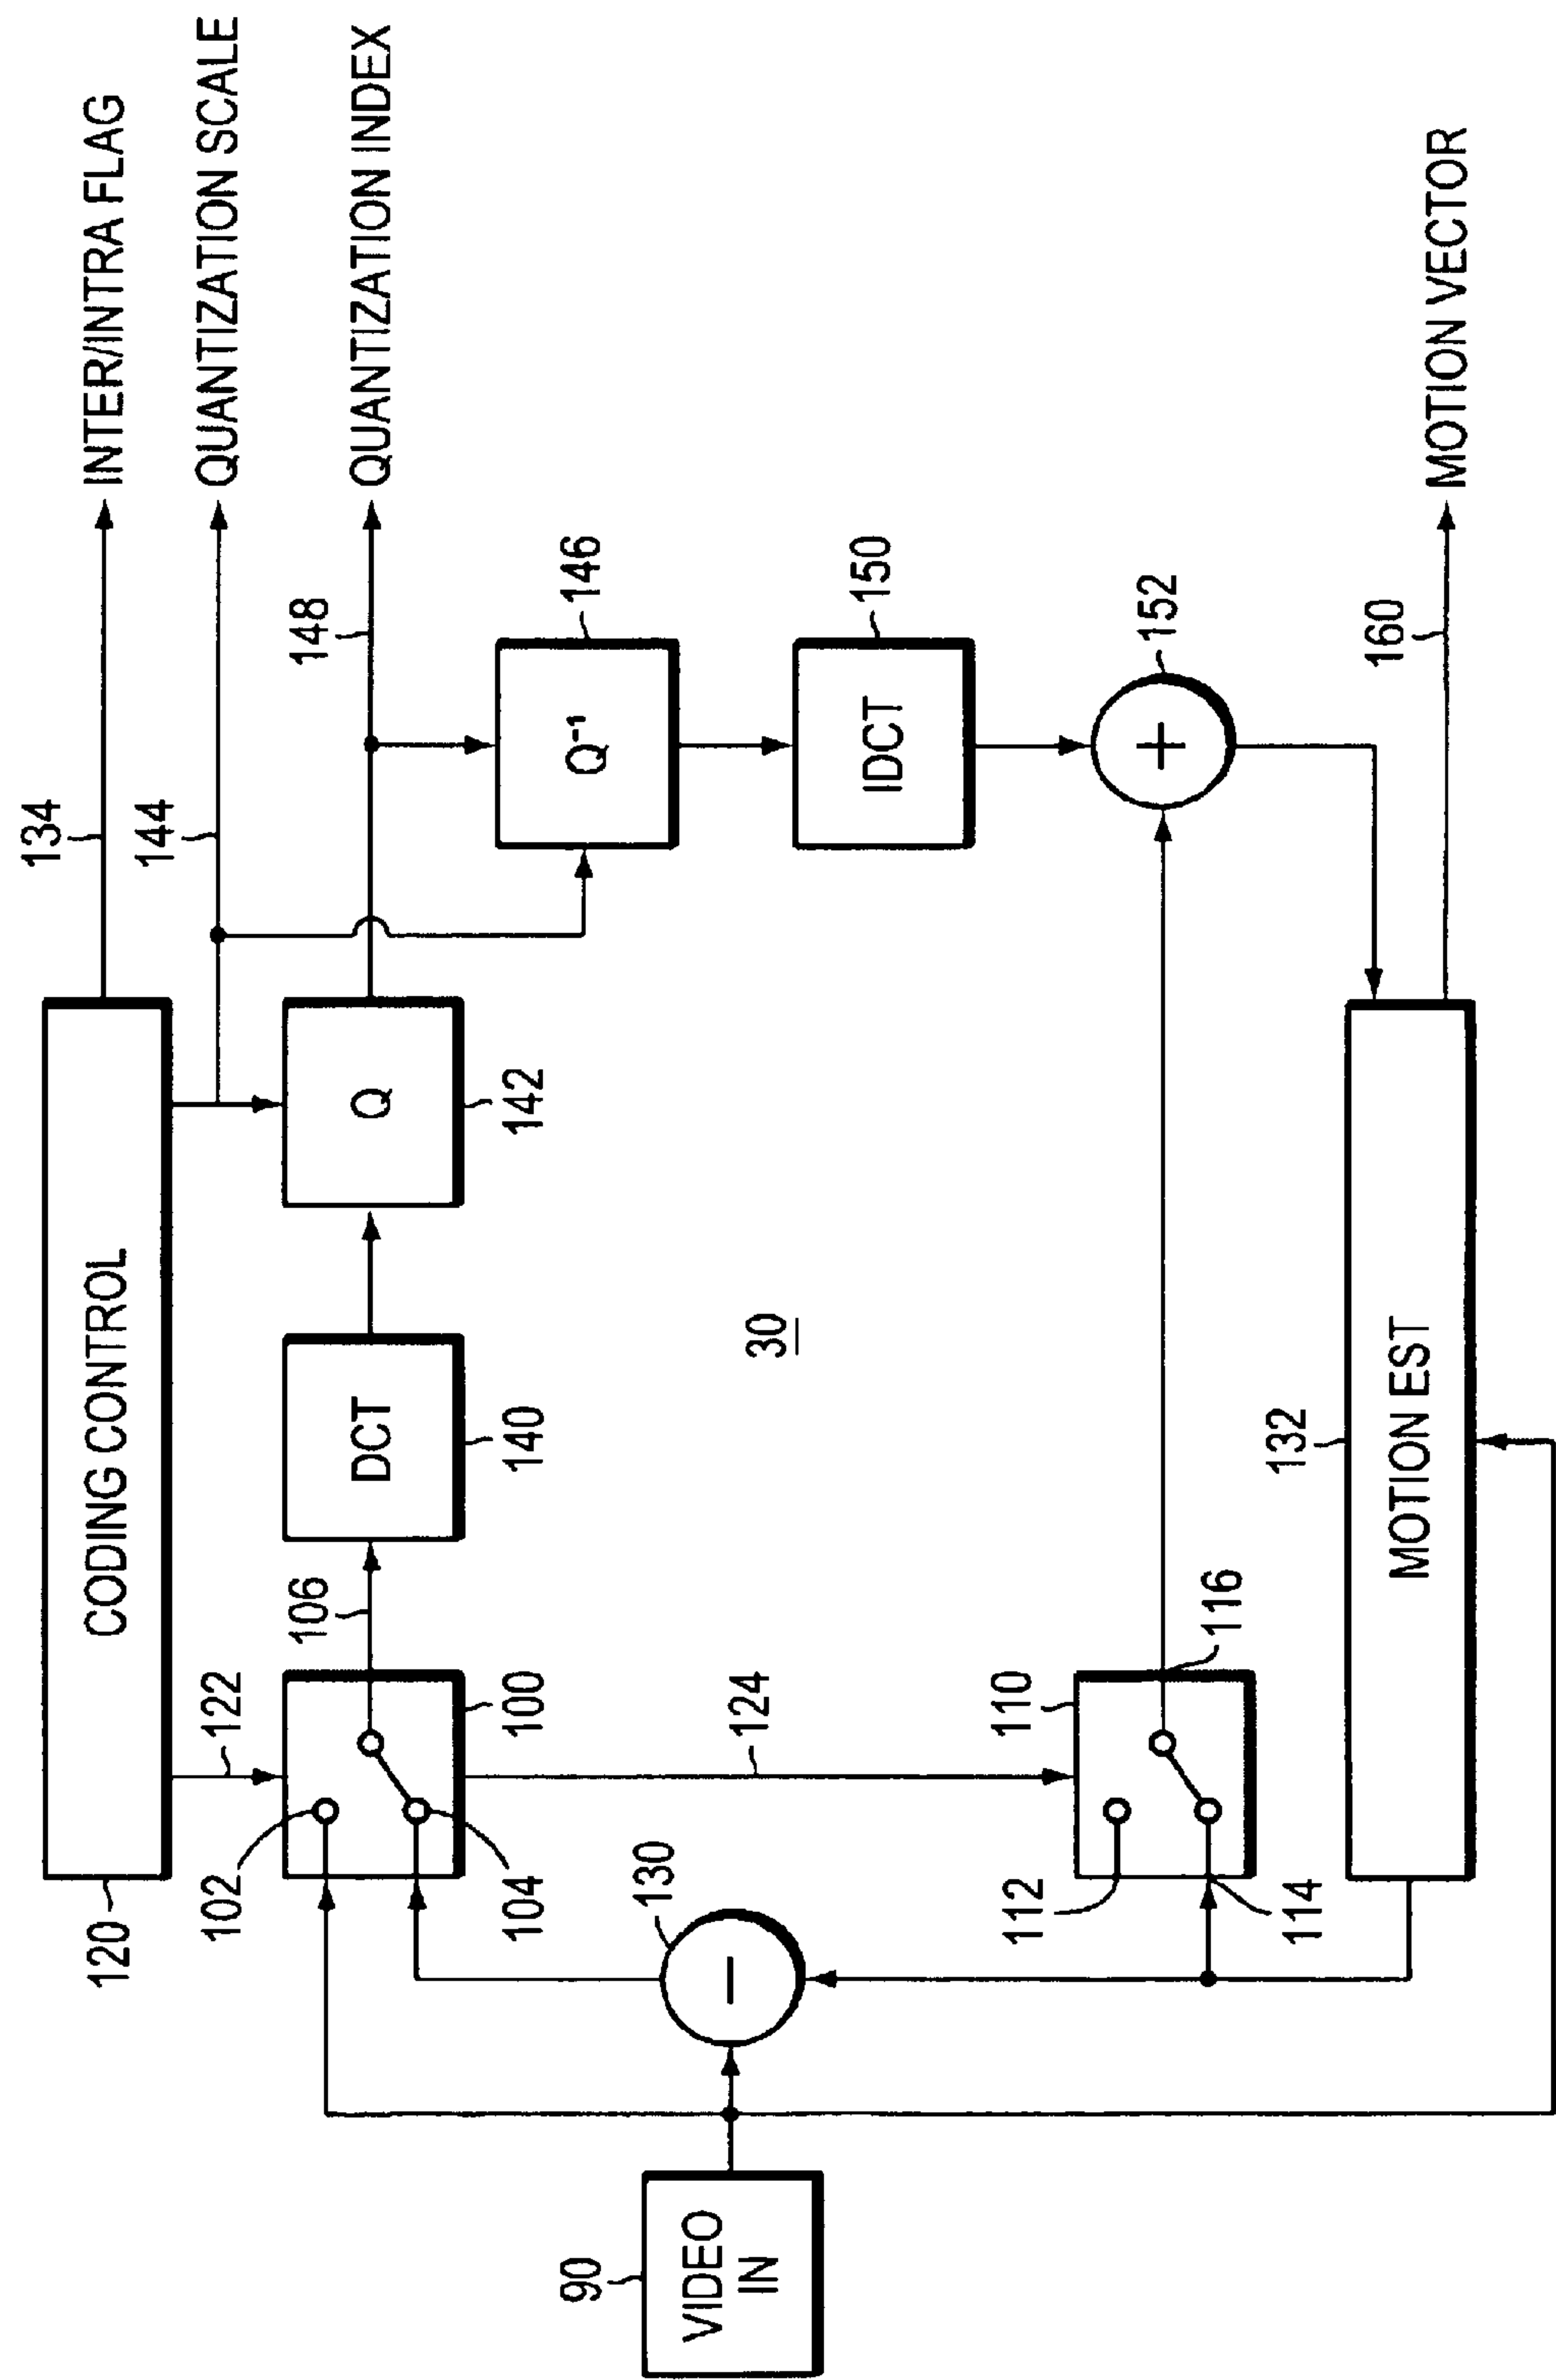 INTER/INTRA FLAG
QUANTIZATION SCALE
QUANTIZATION INDEX
134
144
148
CODING CONTROL
120
122
102
104
100
106
DCT
140
Q
142
Q⁻¹
146
IDCT
150
152
90
VIDEO
IN
130
124
30
110
112
114
116
132
MOTION EST
160
MOTION VECTOR